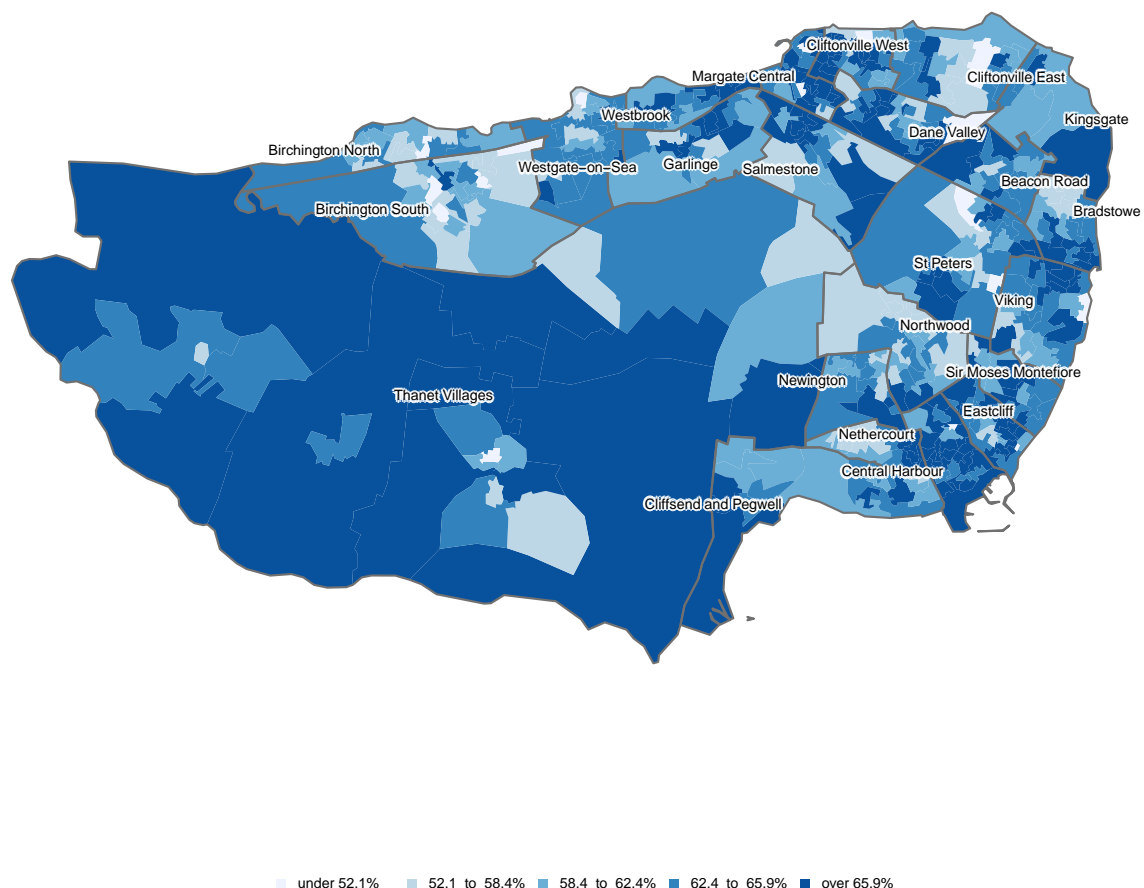 Cliftonville West
Margate Central
Cliftonville East
Westbrook
Kingsgate
Dane Valley
Birchington North
Westgate-on-Sea
Garlinge
Salmestone
Beacon Road
Birchington South
Bradstowe
St Peters
Viking
Northwood
Sir Moses Montefiore
Newington
Thanet Villages
Eastcliff
Nethercourt
Central Harbour
Cliffsend and Pegwell
under 52.1% 52.1 to 58.4% 58.4 to 62.4% 62.4 to 65.9% over 65.9%